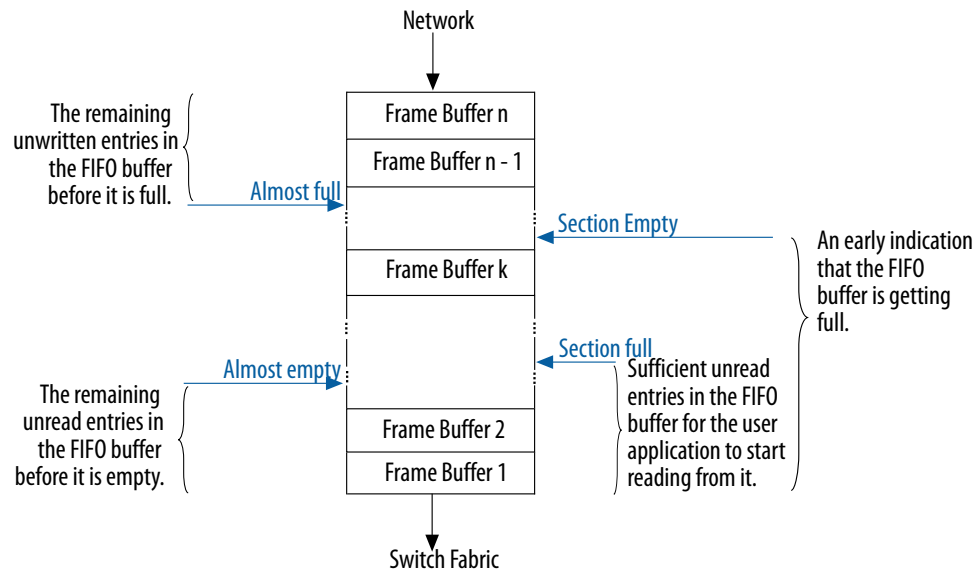 Network
Frame Buffer n
Frame Buffer n - 1
The remaining
unwritten entries in
the FIFO buffer
before it is full.
Almost full
Section Empty
An early indication
that the FIFO
buffer is getting
full.
Frame Buffer k
Section full
Almost empty
Sufficient unread
entries in the FIFO
buffer for the user
application to start
reading from it.
The remaining
unread entries in
the FIFO buffer
before it is empty.
Frame Buffer 2
Frame Buffer 1
Switch Fabric